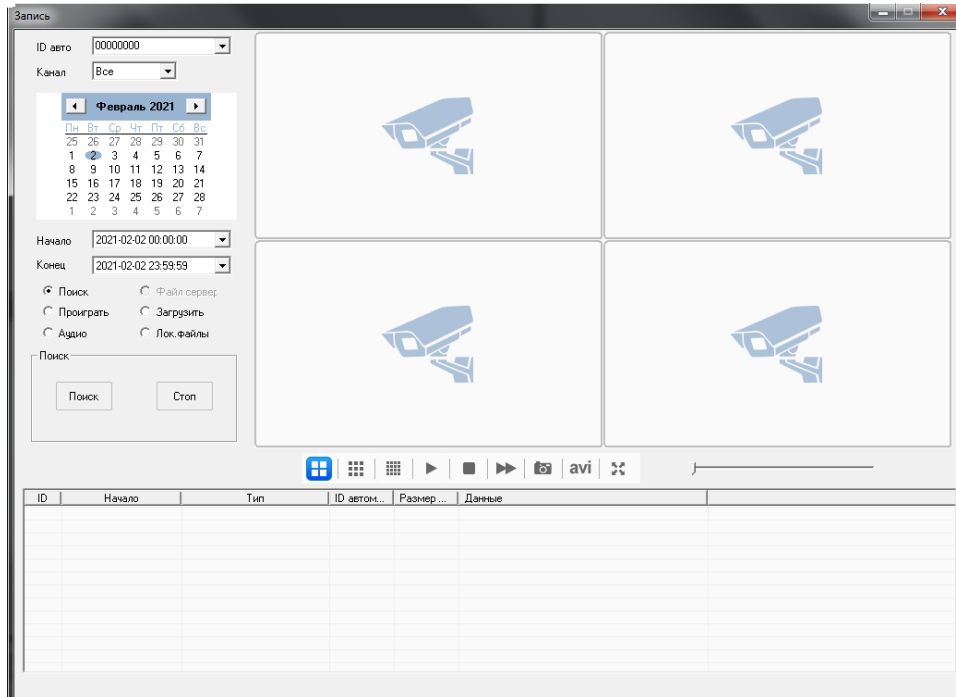 Запись
ID авто 00000000
Канал Все
Февраль 2021
Пн Вт Ср Чт Пт Сб Вс
25 26 27 28 29 30 31
1 2 3 4 5 6 7
8 9 10 11 12 13 14
15 16 17 18 19 20 21
22 23 24 25 26 27 28
1 2 3 4 5 6 7
Начало 2021-02-02 00:00:00
Конец 2021-02-02 23:59:59
Поиск Файл сервер
Проиграть Загрузить
Аудио Лок.файлы
Поиск
Поиск Стоп
avi
ID Начало Тип ID автом... Размер ... Данные